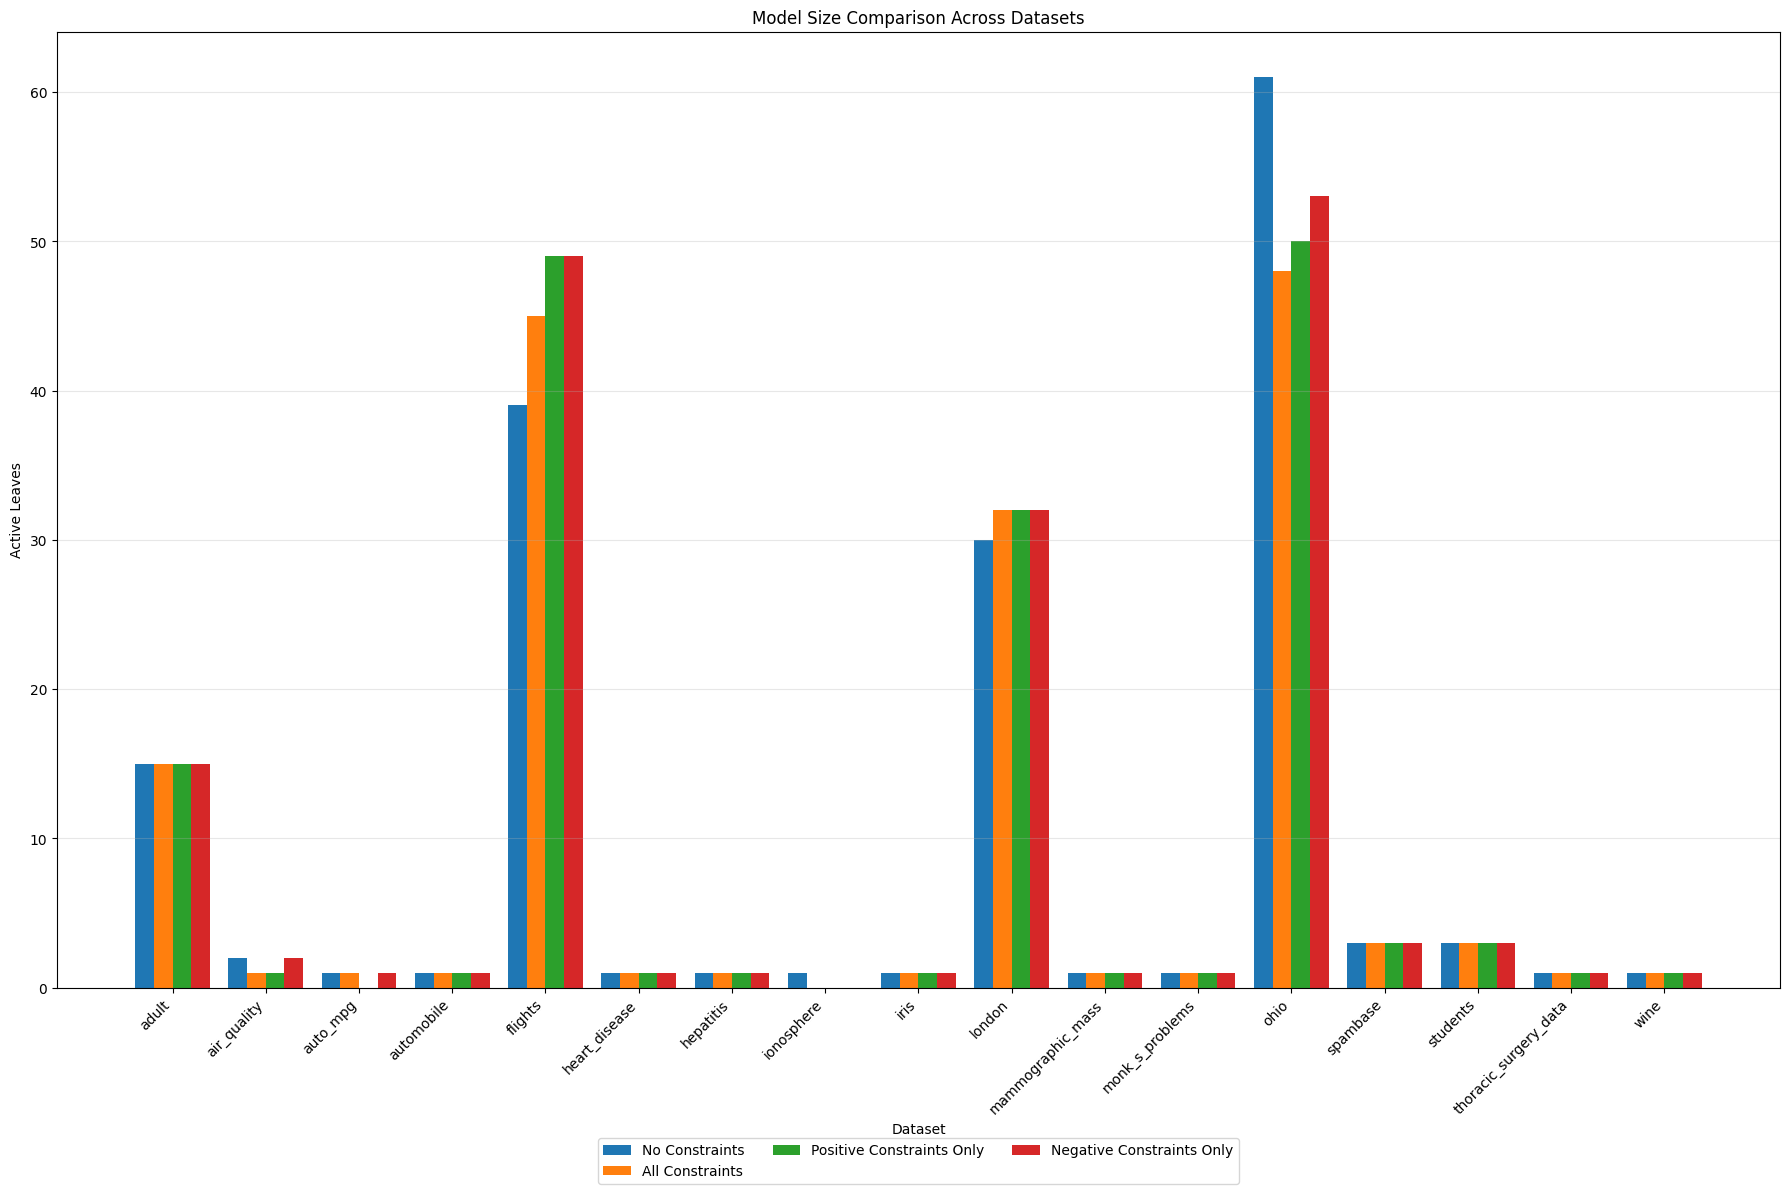 Model Size Comparison Across Datasets
60
50
40
30
20
10
0
Active Leaves
adult
air_quality
auto_mpg
automobile
flights
heart_disease
hepatitis
ionosphere
iris
london
mammographic_mass
monk_s_problems
ohio
spambase
students
thoracic_surgery_data
wine
Dataset
No Constraints
All Constraints
Positive Constraints Only
Negative Constraints Only